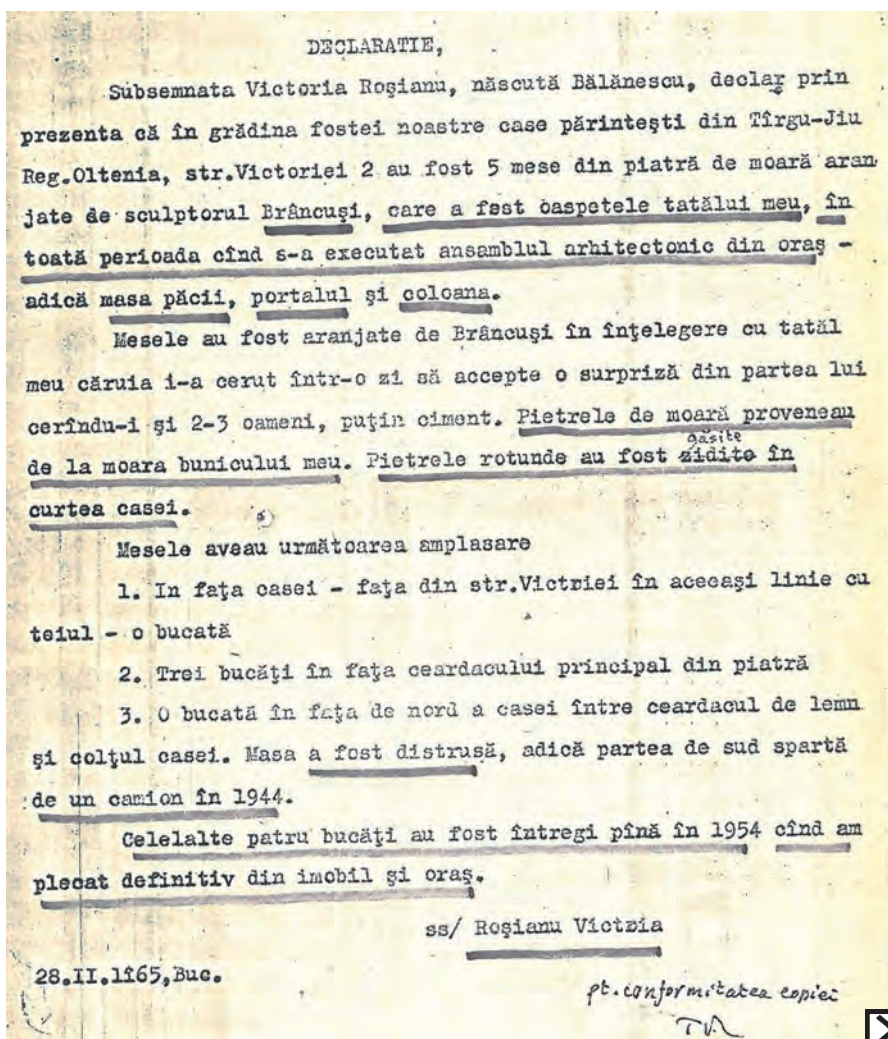 DECLARATIE,
Subsemnata Victoria Roşianu, născută Bălănescu, declar prin
prezenta că în grădina fostei noastre case părinteşti din Tîrgu-Jiu
Reg.Oltenia, str.Victoriei 2 au fost 5 mese din piatră de moară aran-
jate de sculptorul Brâncuşi, care a fest oaspetele tatălui meu, în
toată perioada cînd s-a executat ansamblul arhitectonic din oraş -
adică masa păcii, portalul şi coloana.
Mesele au fost aranjate de Brâncuşi în înţelegere cu tatăl
meu căruia i-a cerut într-o zi să accepte o surpriză din partea lui
cerîndu-i şi 2-3 oameni, puţin ciment. Pietrele de moară proveneau
găsite
de la moara bunicului meu. Pietrele rotunde au fost zidite în
curtea casei.
Mesele aveau următoarea amplasare
1. In faţa casei - faţa din str.Victriei în aceeaşi linie cu
teiul - o bucată
2. Trei bucăţi în faţa ceardacului principal din piatră
3. O bucată în faţa de nord a casei între ceardacul de lemn
şi colţul casei. Masa a fost distrusă, adică partea de sud spartă
de un camion în 1944.
Celelalte patru bucăţi au fost întregi pînă în 1954 cînd am
plecat definitiv din imobil şi oraş.
ss/ Roşianu Victria
28.II.1165,Buc.
pt. conformitatea copiei